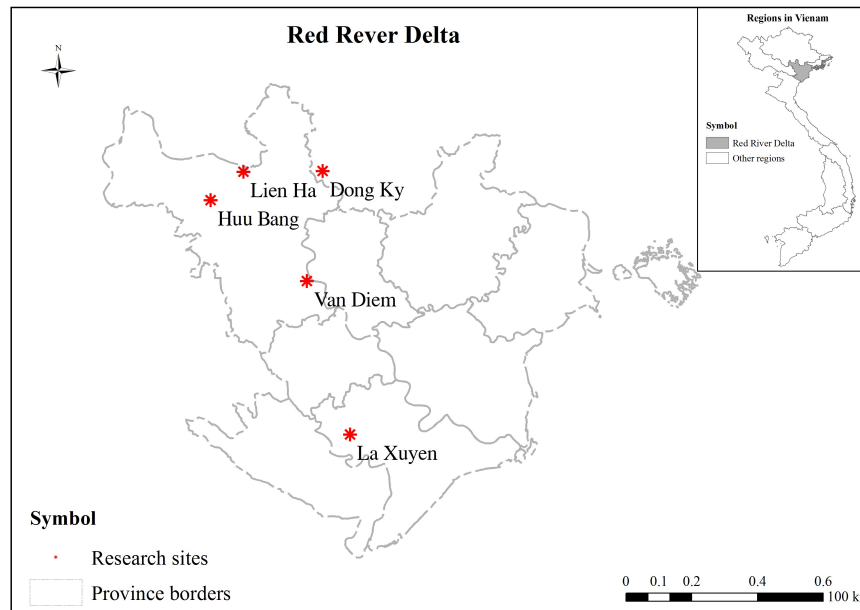 Red Rever Delta
N
Regions in Vienam
Symbol
Red River Delta
Other regions
Lien Ha
Dong Ky
Huu Bang
Van Diem
La Xuyen
Symbol
Research sites
Province borders
0 0.1 0.2 0.4 0.6
100 k